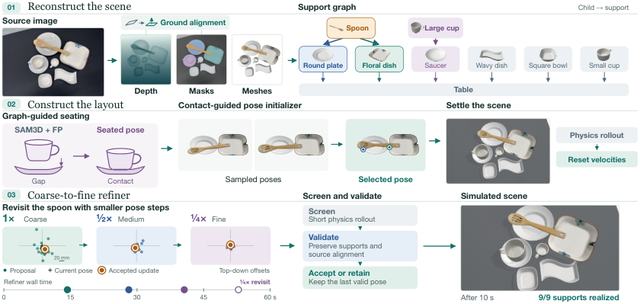 01 Reconstruct the scene
Support graph
Child → support
Source image
Ground alignment
Spoon
Large cup
Round plate
Floral dish
Saucer
Wavy dish
Square bowl
Small cup
Depth
Masks
Meshes
Table
02 Construct the layout
Contact-guided pose initializer
Settle the scene
Graph-guided seating
SAM3D + FP
Seated pose
Gap
Contact
Sampled poses
Selected pose
Physics rollout
Reset velocities
03 Coarse-to-fine refiner
Revisit the spoon with smaller pose steps
Screen and validate
Simulated scene
1× Coarse
½× Medium
¼× Fine
20 mm
Proposal
Current pose
Accepted update
Top-down offsets
Refiner wall time
¼× revisit
0
15
30
45
60 s
Screen
Short physics rollout
Validate
Preserve supports and
source alignment
Accept or retain
Keep the last valid pose
After 10 s
9/9 supports realized